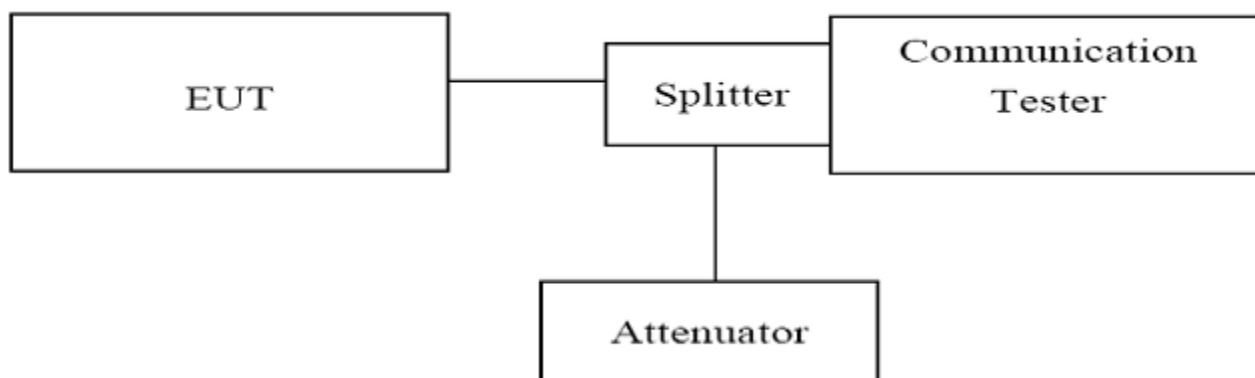 EUT
Splitter
Communication
Tester
Attenuator